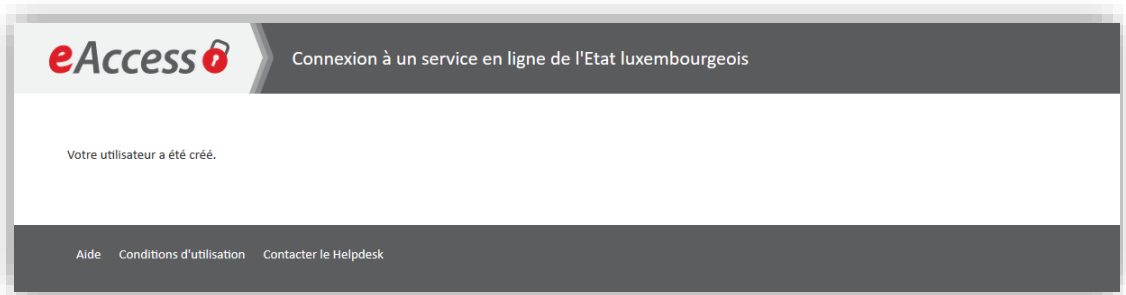 eAccess
Connexion à un service en ligne de l'Etat luxembourgeois
Votre utilisateur a été créé.
Aide Conditions d'utilisation Contacter le Helpdesk